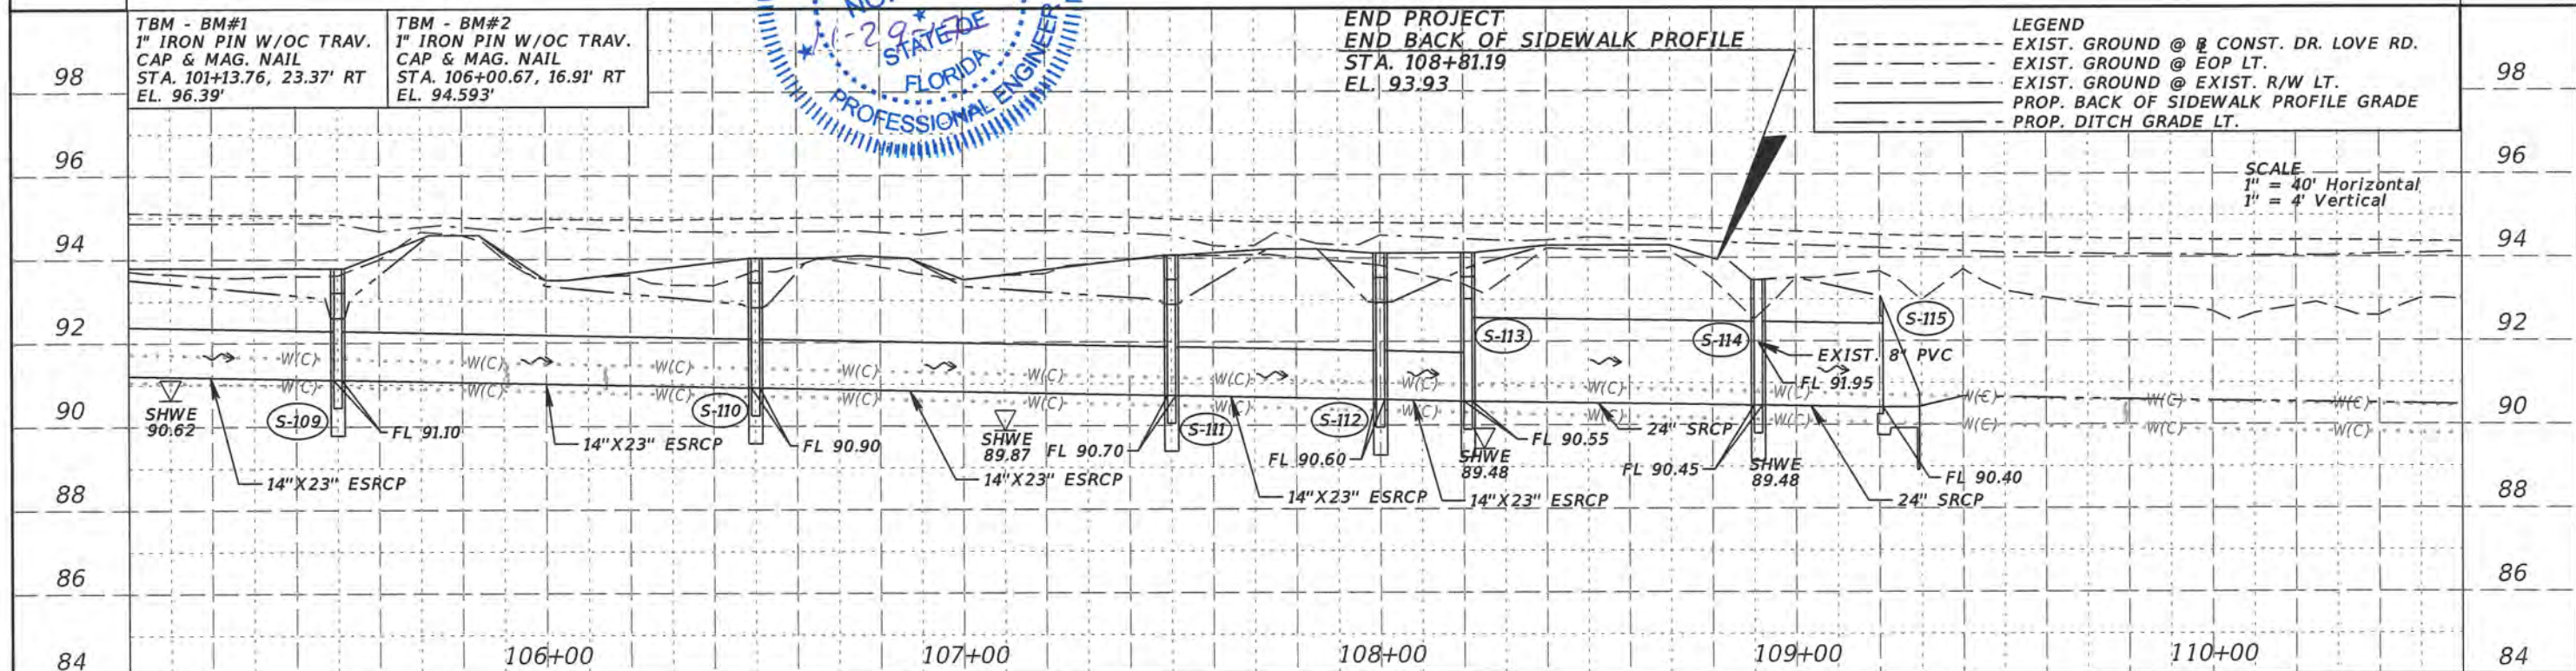 TBM - BM#1
1" IRON PIN W/OC TRAV.
CAP & MAG. NAIL
STA. 101+13.76, 23.37' RT
EL. 96.39'
TBM - BM#2
1" IRON PIN W/OC TRAV.
CAP & MAG. NAIL
STA. 106+00.67, 16.91' RT
EL. 94.593'
11-29-17
STATE OF
FLORIDA
PROFESSIONAL ENGINEER
END PROJECT
END BACK OF SIDEWALK PROFILE
STA. 108+81.19
EL. 93.93
LEGEND
EXIST. GROUND @ ⅊ CONST. DR. LOVE RD.
EXIST. GROUND @ EOP LT.
EXIST. GROUND @ EXIST. R/W LT.
PROP. BACK OF SIDEWALK PROFILE GRADE
PROP. DITCH GRADE LT.
SCALE
1" = 40' Horizontal
1" = 4' Vertical
98 98
96 96
94 94
92 92
S-113 S-114 S-115
EXIST. 8" PVC
FL 91.95
W(C) W(C) W(C) W(C) W(C) W(C) W(C) W(C) W(C) W(C) W(C) W(C)
W(C) W(C) W(C) W(C) W(C) W(C) W(C) W(C) W(C) W(C) W(C) W(C)
90 90
SHWE
90.62
S-109
FL 91.10
14"X23" ESRCP
14"X23" ESRCP
S-110
FL 90.90
SHWE
89.87
14"X23" ESRCP
FL 90.70
S-111
14"X23" ESRCP
S-112
FL 90.60
14"X23" ESRCP
FL 90.55
SHWE
89.48
24" SRCP
FL 90.45
SHWE
89.48
FL 90.40
24" SRCP
88 88
86 86
84 106+00 107+00 108+00 109+00 110+00 84